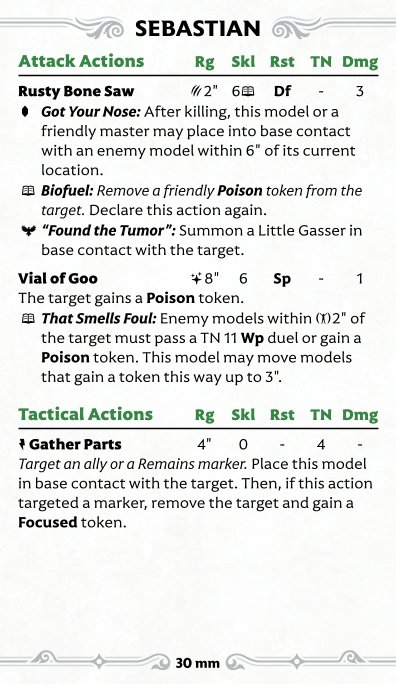 SEBASTIAN
Attack Actions Rg Skl Rst TN Dmg
Rusty Bone Saw 2" 6 Df - 3
Got Your Nose: After killing, this model or a
friendly master may place into base contact
with an enemy model within 6" of its current
location.
Biofuel: Remove a friendly Poison token from the
target. Declare this action again.
“Found the Tumor”: Summon a Little Gasser in
base contact with the target.
Vial of Goo 8" 6 Sp - 1
The target gains a Poison token.
That Smells Foul: Enemy models within 2" of
the target must pass a TN 11 Wp duel or gain a
Poison token. This model may move models
that gain a token this way up to 3".
Tactical Actions Rg Skl Rst TN Dmg
Gather Parts 4" 0 - 4 -
Target an ally or a Remains marker. Place this model
in base contact with the target. Then, if this action
targeted a marker, remove the target and gain a
Focused token.
30 mm